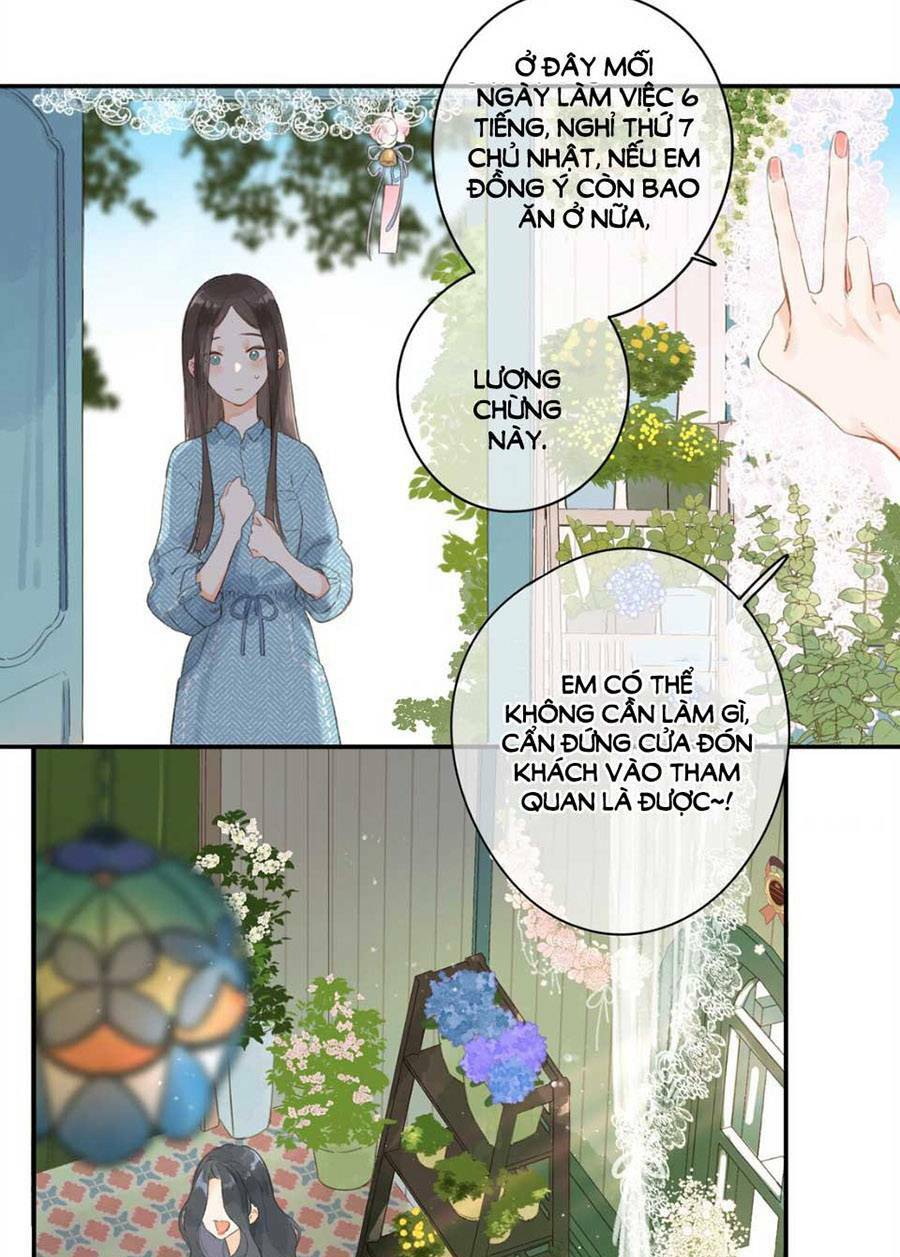 Ở ĐÂY MỖI
NGÀY LÀM VIỆC 6
TIẾNG, NGHỈ THỨ 7
CHỦ NHẬT, NẾU EM
ĐỒNG Ý CÒN BAO
ĂN Ở NỮA,
LƯƠNG
CHỪNG
NÀY.
EM CÓ THỂ
KHÔNG CẦN LÀM GÌ,
CẨN ĐỨNG CỬA ĐÓN
KHÁCH VÀO THAM
QUAN LÀ ĐƯỢC~!